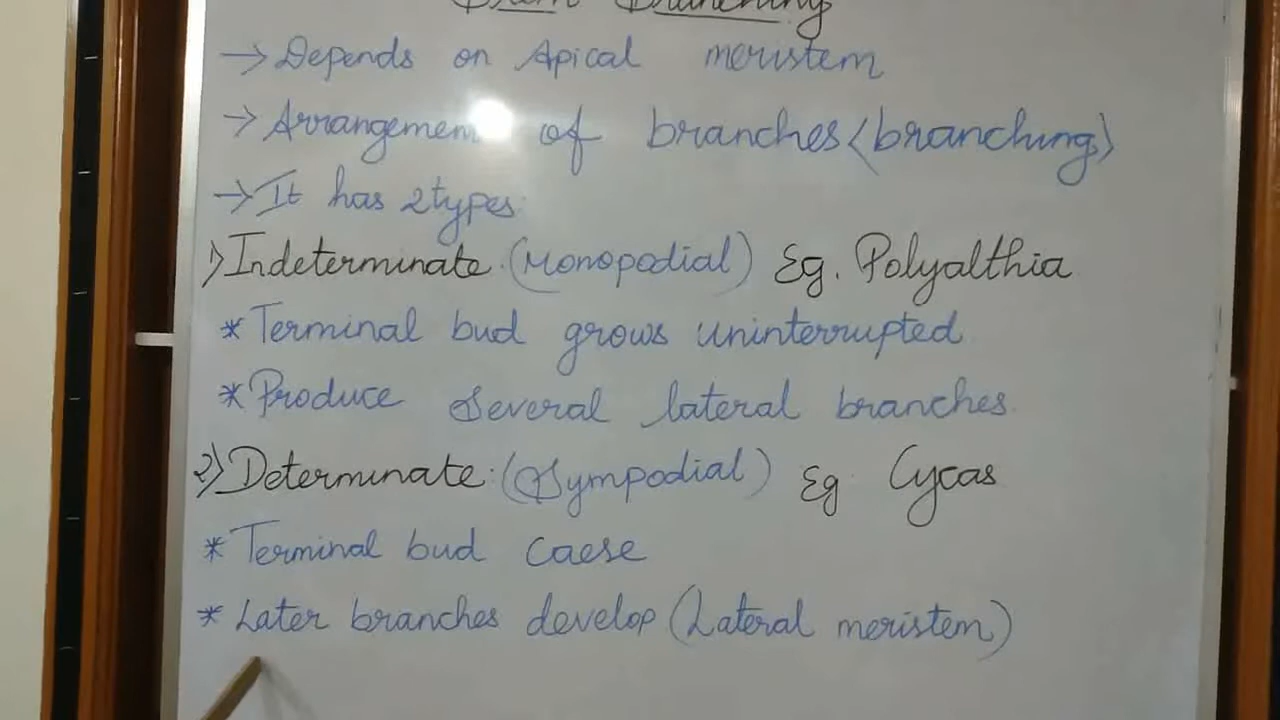 Stem Branching
→ Depends on Apical meristem
→ Arrangement of branches (branching)
→ It has 2 types:
1) Indeterminate (Monopodial) Eg. Polyalthia
* Terminal bud grows uninterrupted
* Produce several lateral branches
2) Determinate: (Sympodial) Eg Cycas
* Terminal bud caese
* Later branches develop (Lateral meristem)